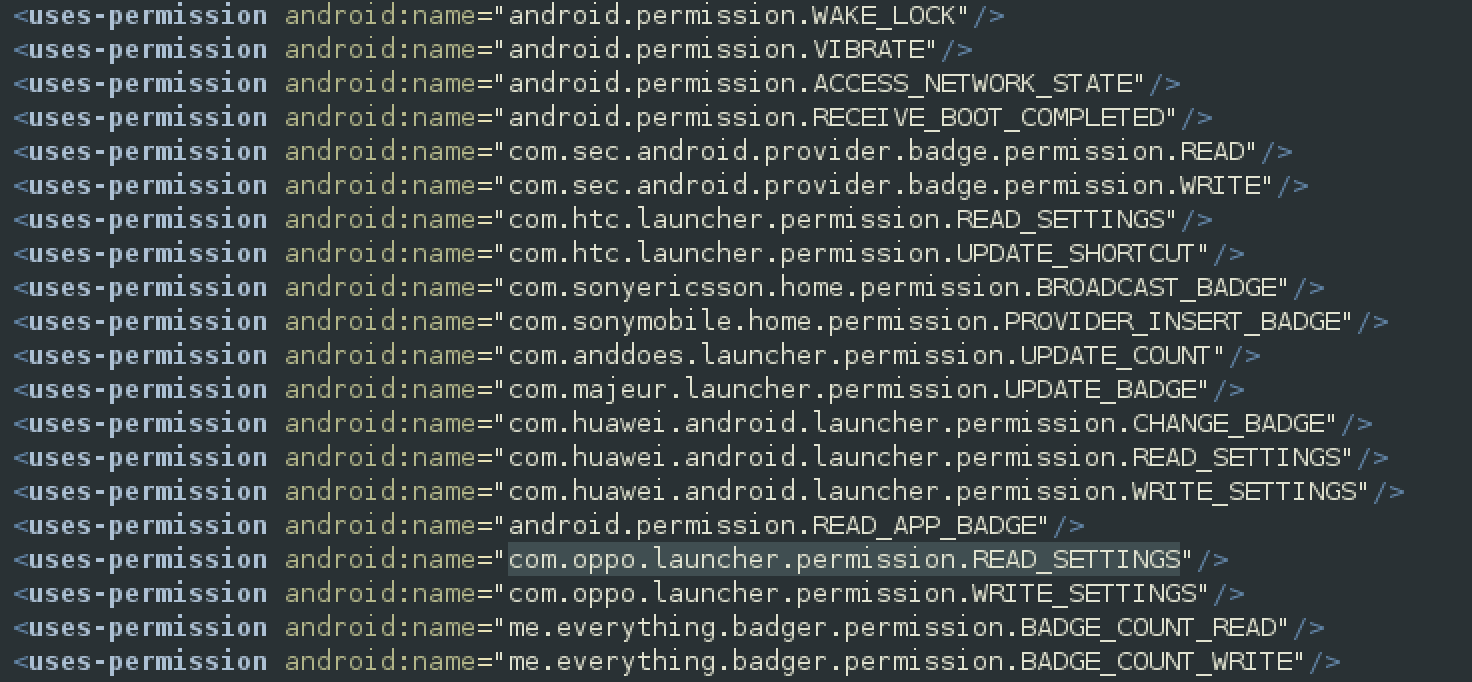 <uses-permission android:name="android.permission.WAKE_LOCK"/>
<uses-permission android:name="android.permission.VIBRATE"/>
<uses-permission android:name="android.permission.ACCESS_NETWORK_STATE"/>
<uses-permission android:name="android.permission.RECEIVE_BOOT_COMPLETED"/>
<uses-permission android:name="com.sec.android.provider.badge.permission.READ"/>
<uses-permission android:name="com.sec.android.provider.badge.permission.WRITE"/>
<uses-permission android:name="com.htc.launcher.permission.READ_SETTINGS"/>
<uses-permission android:name="com.htc.launcher.permission.UPDATE_SHORTCUT"/>
<uses-permission android:name="com.sonyericsson.home.permission.BROADCAST_BADGE"/>
<uses-permission android:name="com.sonymobile.home.permission.PROVIDER_INSERT_BADGE"/>
<uses-permission android:name="com.anddoes.launcher.permission.UPDATE_COUNT"/>
<uses-permission android:name="com.majeur.launcher.permission.UPDATE_BADGE"/>
<uses-permission android:name="com.huawei.android.launcher.permission.CHANGE_BADGE"/>
<uses-permission android:name="com.huawei.android.launcher.permission.READ_SETTINGS"/>
<uses-permission android:name="com.huawei.android.launcher.permission.WRITE_SETTINGS"/>
<uses-permission android:name="android.permission.READ_APP_BADGE"/>
<uses-permission android:name="com.oppo.launcher.permission.READ_SETTINGS"/>
<uses-permission android:name="com.oppo.launcher.permission.WRITE_SETTINGS"/>
<uses-permission android:name="me.everything.badger.permission.BADGE_COUNT_READ"/>
<uses-permission android:name="me.everything.badger.permission.BADGE_COUNT_WRITE"/>